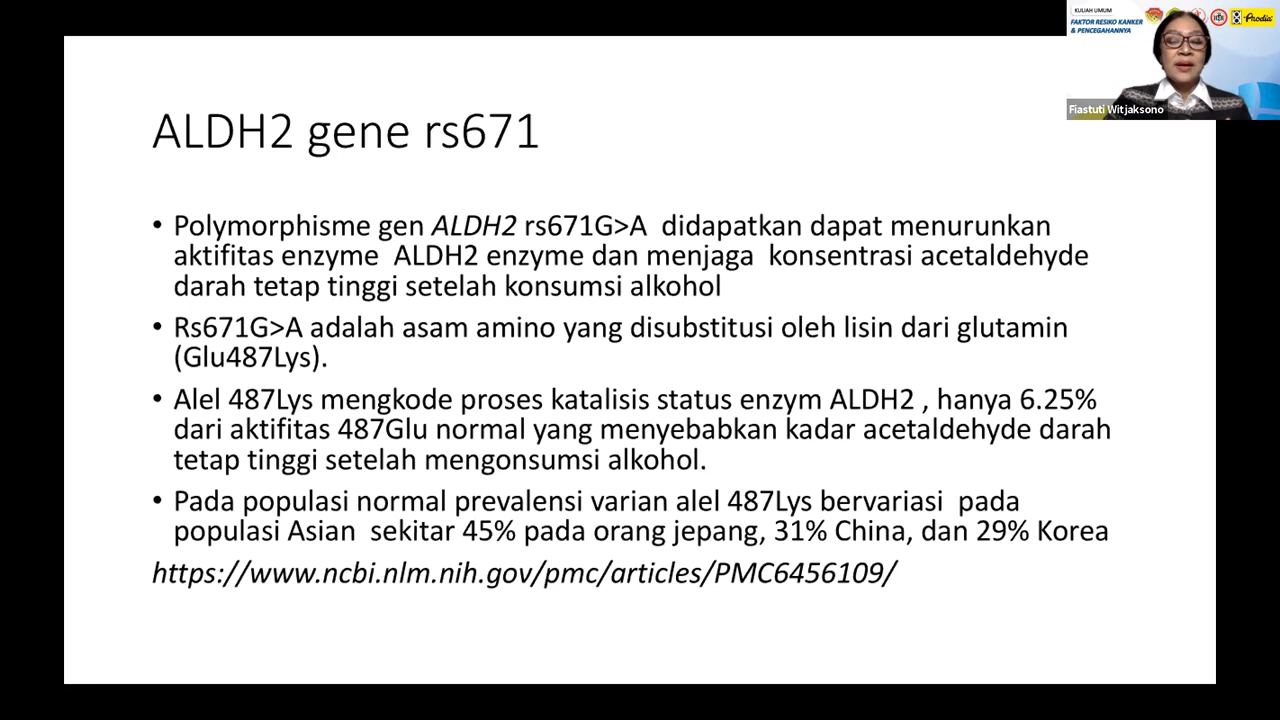 KULIAH UMUM
FAKTOR RESIKO KANKER
& PENCEGAHANNYA
Prodia
Fiastuti Witjaksono
ALDH2 gene rs671
• Polymorphisme gen ALDH2 rs671G>A didapatkan dapat menurunkan
aktifitas enzyme ALDH2 enzyme dan menjaga konsentrasi acetaldehyde
darah tetap tinggi setelah konsumsi alkohol
• Rs671G>A adalah asam amino yang disubstitusi oleh lisin dari glutamin
(Glu487Lys).
• Alel 487Lys mengkode proses katalisis status enzym ALDH2 , hanya 6.25%
dari aktifitas 487Glu normal yang menyebabkan kadar acetaldehyde darah
tetap tinggi setelah mengonsumsi alkohol.
• Pada populasi normal prevalensi varian alel 487Lys bervariasi pada
populasi Asian sekitar 45% pada orang jepang, 31% China, dan 29% Korea
https://www.ncbi.nlm.nih.gov/pmc/articles/PMC6456109/